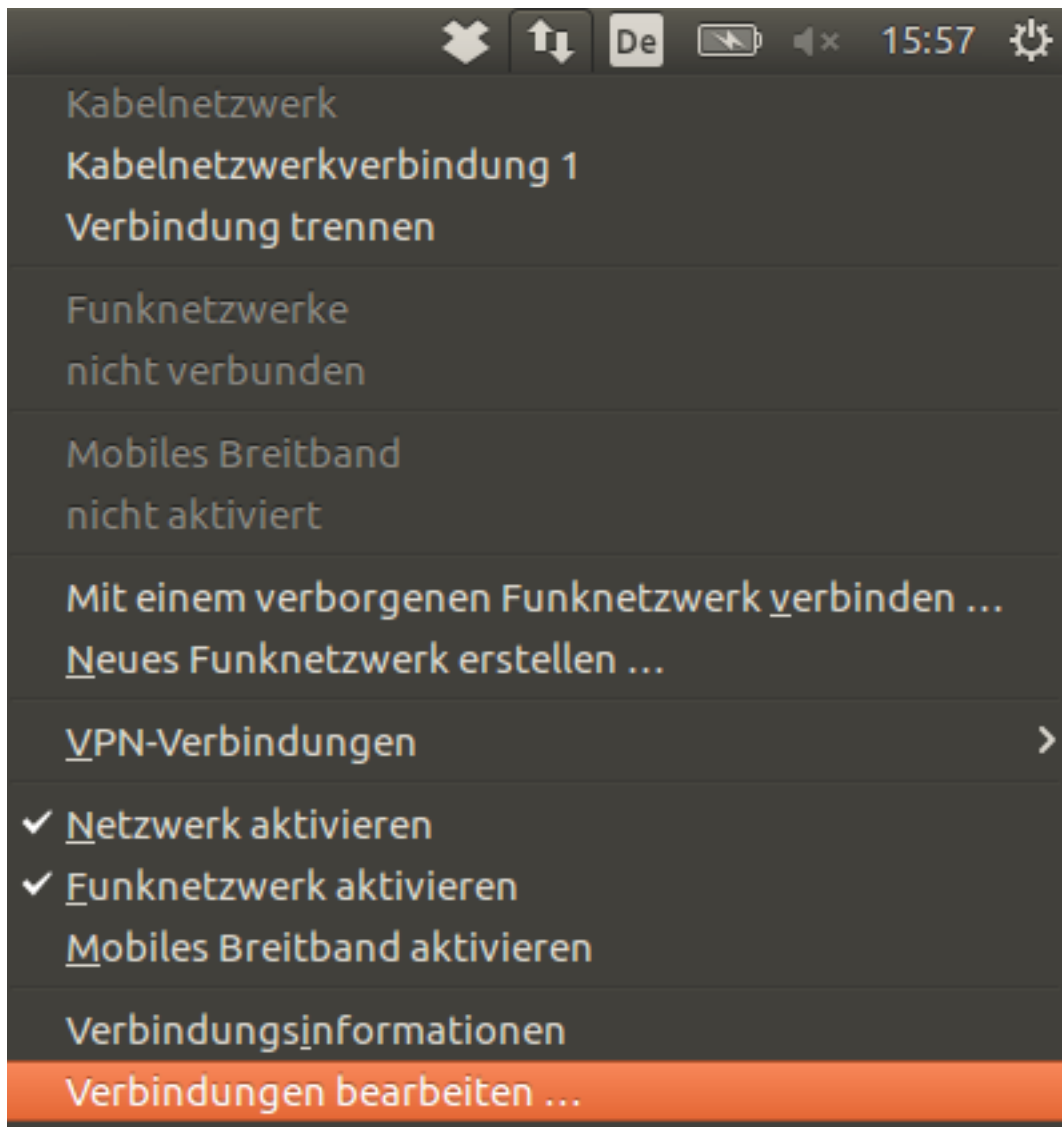 De 15:57
Kabelnetzwerk
Kabelnetzwerkverbindung 1
Verbindung trennen
Funknetzwerke
nicht verbunden
Mobiles Breitband
nicht aktiviert
Mit einem verborgenen Funknetzwerk verbinden …
Neues Funknetzwerk erstellen …
VPN-Verbindungen
Netzwerk aktivieren
Funknetzwerk aktivieren
Mobiles Breitband aktivieren
Verbindungsinformationen
Verbindungen bearbeiten …